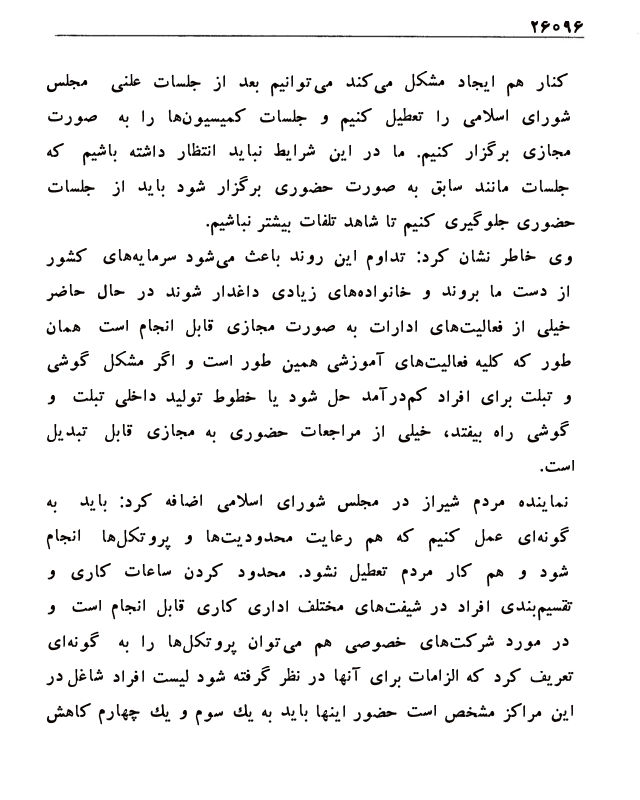 ۲۶۰۹۶
کنار هم ایجاد مشکل می‌کند می‌توانیم بعد از جلسات علنی مجلس
شورای اسلامی را تعطیل کنیم و جلسات کمیسیون‌ها را به صورت
مجازی برگزار کنیم. ما در این شرایط نباید انتظار داشته باشیم که
جلسات مانند سابق به صورت حضوری برگزار شود باید از جلسات
حضوری جلوگیری کنیم تا شاهد تلفات بیشتر نباشیم.
وی خاطر نشان کرد: تداوم این روند باعث می‌شود سرمایه‌های کشور
از دست ما بروند و خانواده‌های زیادی داغدار شوند در حال حاضر
خیلی از فعالیت‌های ادارات به صورت مجازی قابل انجام است همان
طور که کلیه فعالیت‌های آموزشی همین طور است و اگر مشکل گوشی
و تبلت برای افراد کم‌درآمد حل شود یا خطوط تولید داخلی تبلت و
گوشی راه بیفتد، خیلی از مراجعات حضوری به مجازی قابل تبدیل
است.
نماینده مردم شیراز در مجلس شورای اسلامی اضافه کرد: باید به
گونه‌ای عمل کنیم که هم رعایت محدودیت‌ها و پروتکل‌ها انجام
شود و هم کار مردم تعطیل نشود. محدود کردن ساعات کاری و
تقسیم‌بندی افراد در شیفت‌های مختلف اداری کاری قابل انجام است و
در مورد شرکت‌های خصوصی هم می‌توان پروتکل‌ها را به گونه‌ای
تعریف کرد که الزامات برای آنها در نظر گرفته شود لیست افراد شاغل در
این مراکز مشخص است حضور اینها باید به یك سوم و یك چهارم کاهش